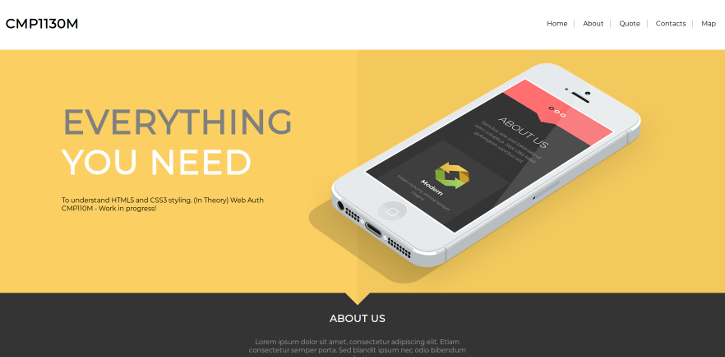 CMP1130M
Home
About
Quote
Contacts
Map
EVERYTHING
YOU NEED
To understand HTML5 and CSS3 styling. (In Theory) Web Auth
CMP110M - Work in progress!
ABOUT US
Modern
ABOUT US
Lorem ipsum dolor sit amet, consectetur adipiscing elit. Etiam
consectetur semper porta. Sed blandit ipsum nec odio bibendum